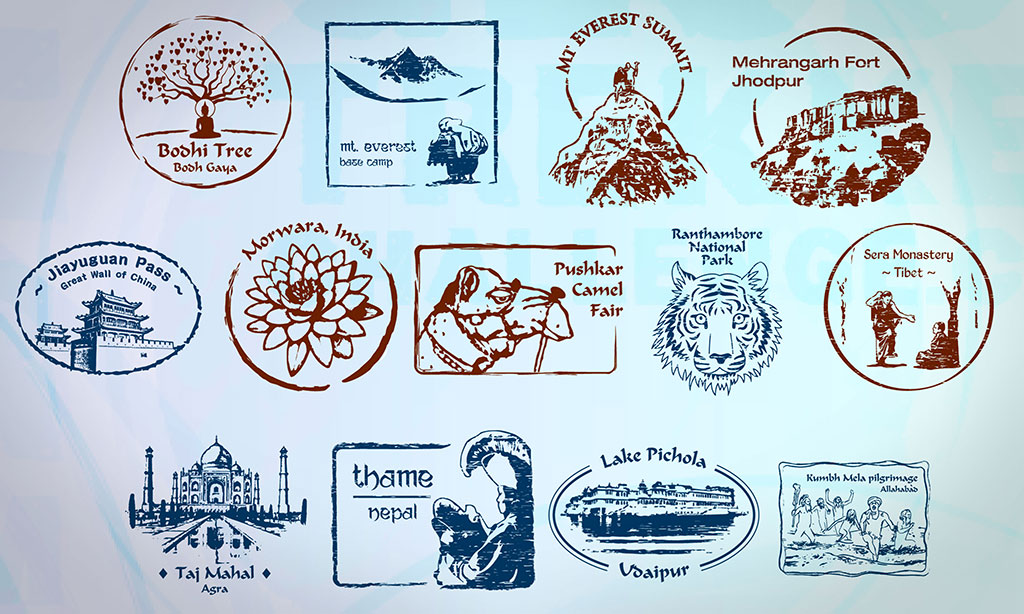 Bodhi Tree
Bodh Gaya
mt. everest
base camp
MT EVEREST SUMMIT
Mehrangarh Fort
Jhodpur
~ Jiayuguan Pass ~
Great Wall of China
Morwara, India
Pushkar
Camel
Fair
Ranthambore
National
Park
Sera Monastery
~ Tibet ~
♦ Taj Mahal ♦
Agra
thame
nepal
Lake Pichola
Udaipur
Kumbh Mela pilgrimage
Allahabad